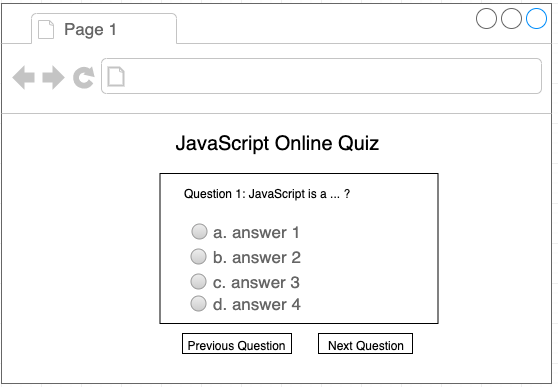 Page 1
JavaScript Online Quiz
Question 1: JavaScript is a ... ?
a. answer 1
b. answer 2
c. answer 3
d. answer 4
Previous Question Next Question